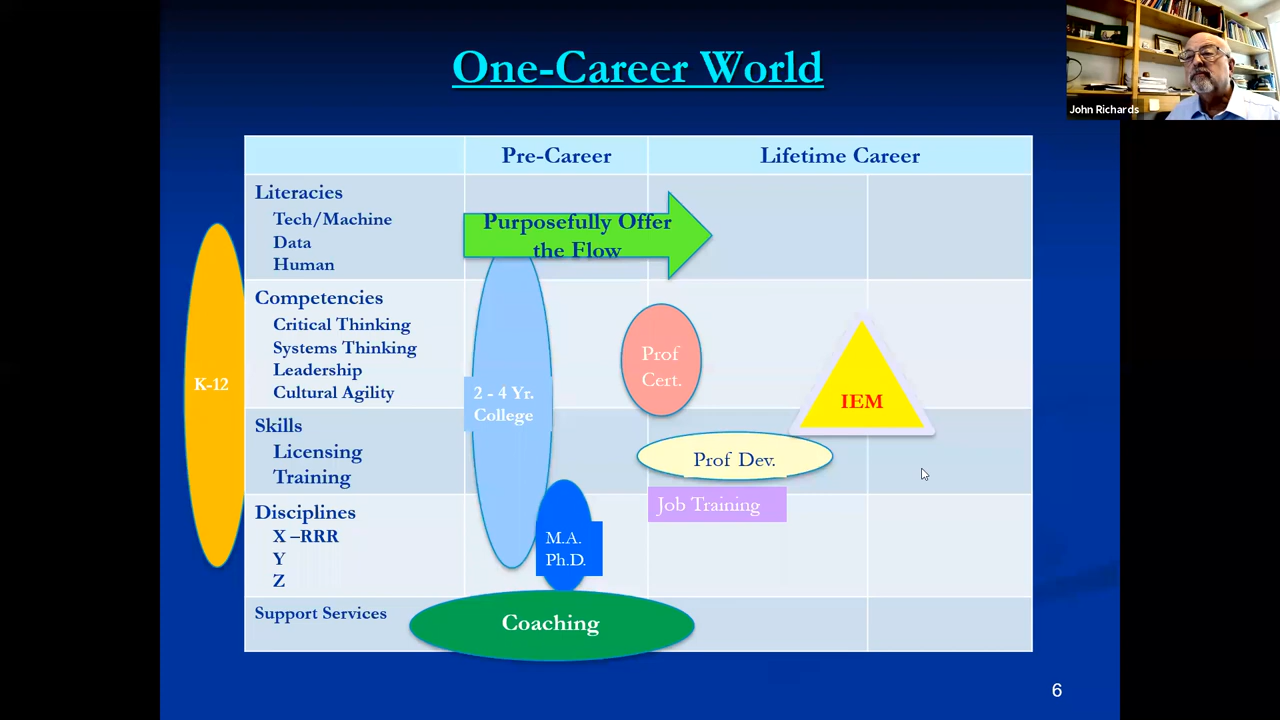 One-Career World
John Richards
Pre-Career
Lifetime Career
Literacies
Tech/Machine
Data
Human
Purposefully Offer
the Flow
Competencies
Critical Thinking
Systems Thinking
Leadership
Cultural Agility
K-12
2 - 4 Yr.
College
Prof
Cert.
IEM
Skills
Licensing
Training
Prof Dev.
Job Training
Disciplines
X –RRR
Y
Z
M.A.
Ph.D.
Support Services
Coaching
6